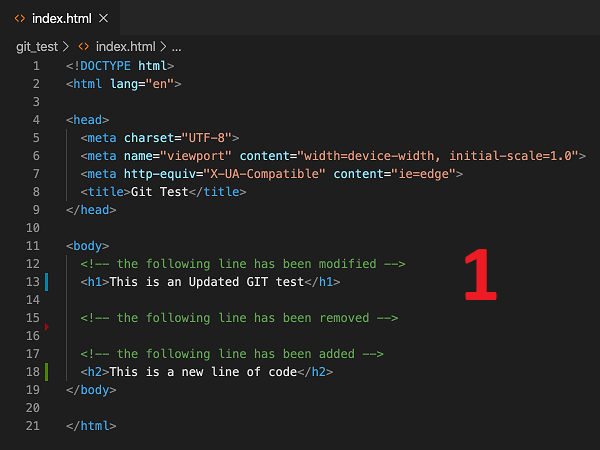 index.html ×
git_test > <> index.html > ...
1 <!DOCTYPE html>
2 <html lang="en">
3
4 <head>
5 <meta charset="UTF-8">
6 <meta name="viewport" content="width=device-width, initial-scale=1.0">
7 <meta http-equiv="X-UA-Compatible" content="ie=edge">
8 <title>Git Test</title>
9 </head>
10
11 <body>
12 <!-- the following line has been modified -->
13 <h1>This is an Updated GIT test</h1>
14
15 <!-- the following line has been removed -->
16
17 <!-- the following line has been added -->
18 <h2>This is a new line of code</h2>
19 </body>
20
21 </html>
1